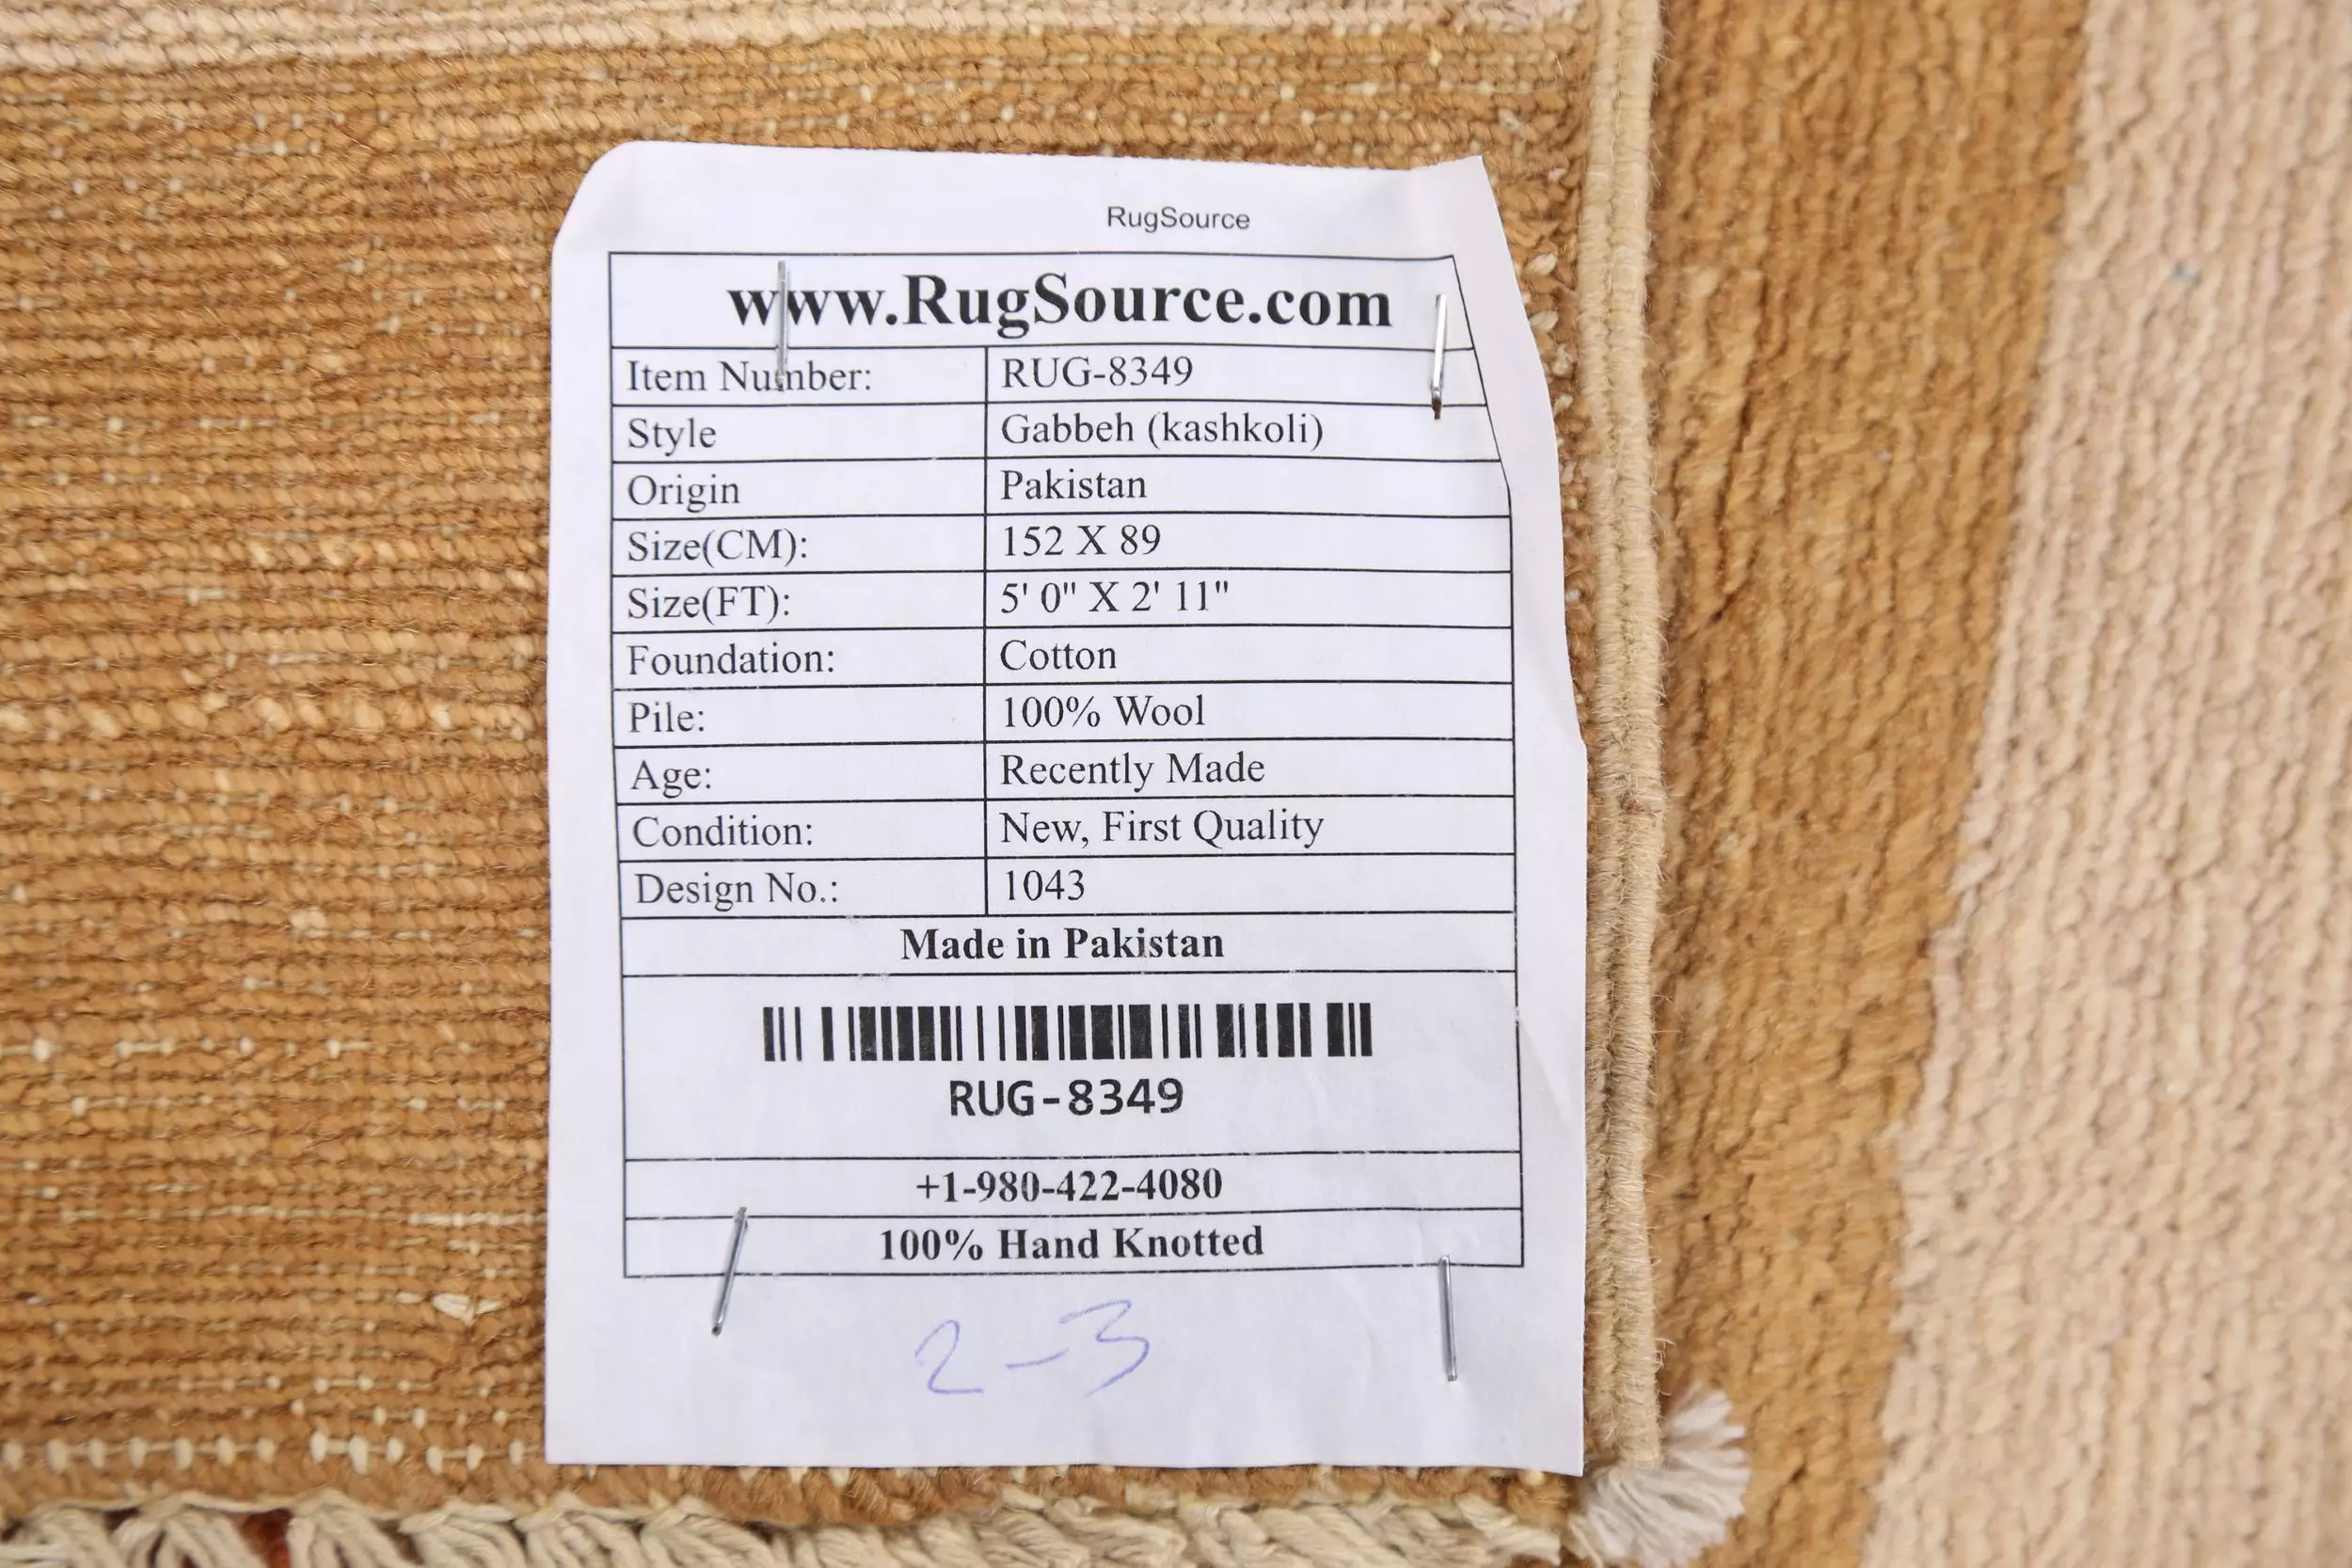 RugSource
www.RugSource.com
Item Number: RUG-8349
Style Gabbeh (kashkoli)
Origin Pakistan
Size(CM): 152 X 89
Size(FT): 5' 0" X 2' 11"
Foundation: Cotton
Pile: 100% Wool
Age: Recently Made
Condition: New, First Quality
Design No.: 1043
Made in Pakistan
RUG-8349
+1-980-422-4080
100% Hand Knotted
2-3